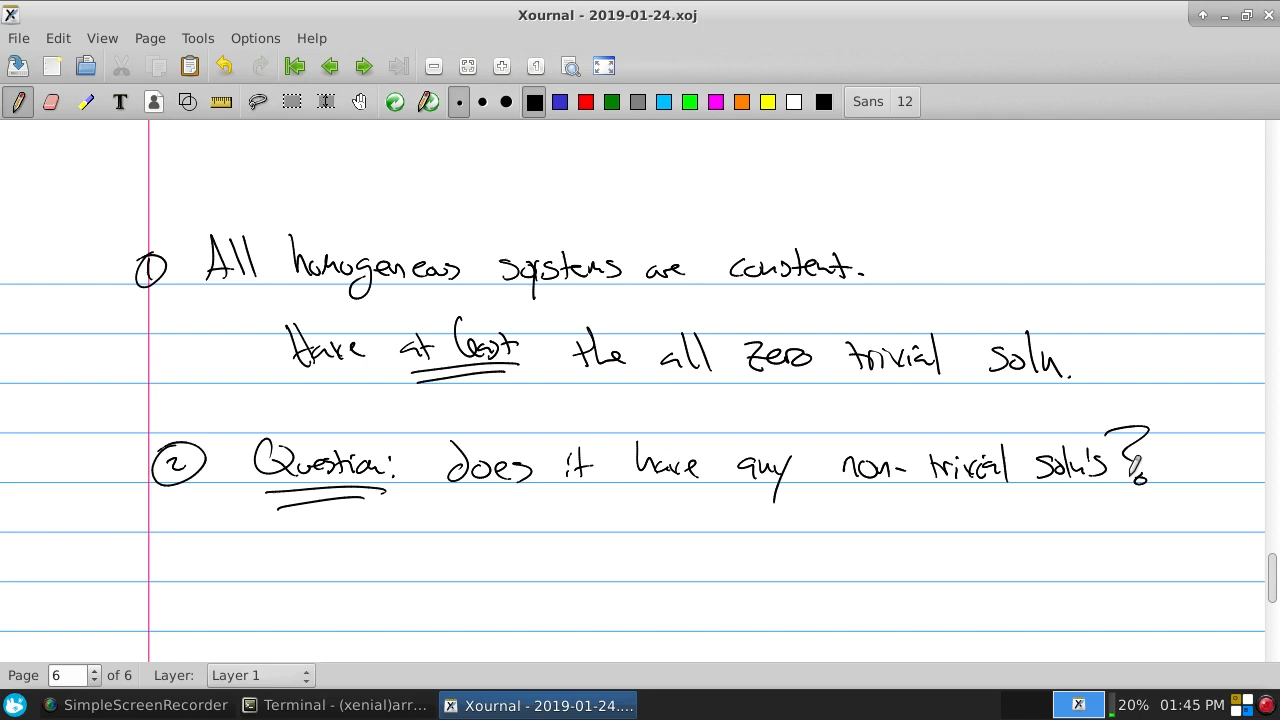 Xournal - 2019-01-24.xoj
File Edit View Page Tools Options Help
Sans 12
① All homogeneous systems are constent.
Have at least the all zero trivial soln.
② Question: does it have any non-trivial soln's?
Page 6 of 6 Layer: Layer 1
SimpleScreenRecorder Terminal - (xenial)arr... Xournal - 2019-01-24.... 20% 01:45 PM